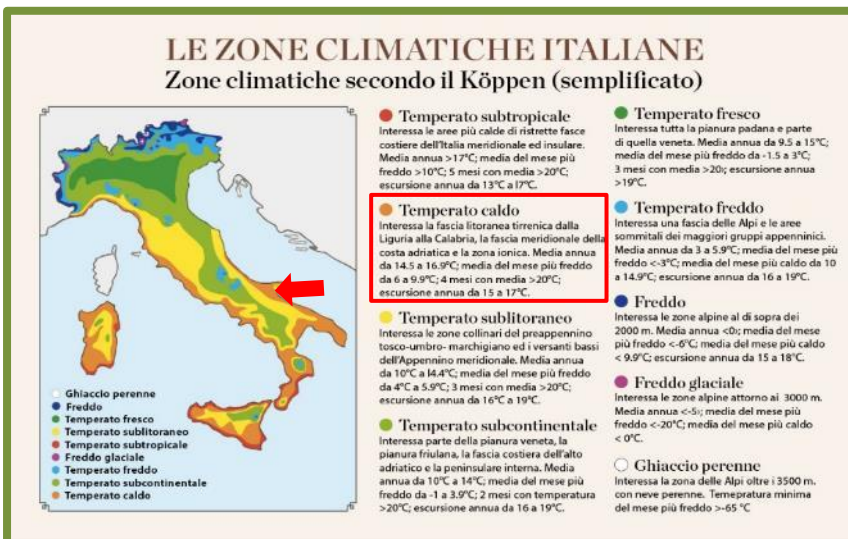 LE ZONE CLIMATICHE ITALIANE
Zone climatiche secondo il Köppen (semplificato)
Ghiaccio perenne
Freddo
Temperato fresco
Temperato sublitoraneo
Temperato subtropicale
Freddo glaciale
Temperato freddo
Temperato subcontinentale
Temperato caldo
Temperato subtropicale
Interessa le aree più calde di ristrette fasce
costiere dell'Italia meridionale ed insulare.
Media annua >17°C; media del mese più
freddo >10°C; 5 mesi con media >20°C;
escursione annua da 13°C a l7°C.
Temperato caldo
Interessa la fascia litoranea tirrenica dalla
Liguria alla Calabria, la fascia meridionale della
costa adriatica e la zona ionica. Media annua
da 14.5 a 16.9°C; media del mese più freddo
da 6 a 9.9°C; 4 mesi con media >20°C;
escursione annua da 15 a 17°C.
Temperato sublitoraneo
Interessa le zone collinari del preappennino
tosco-umbro- marchigiano ed i versanti bassi
dell'Appennino meridionale. Media annua
da 10°C a l4.4°C; media del mese più freddo
da 4°C a 5.9°C; 3 mesi con media >20°C;
escursione annua da 16°C a 19°C.
Temperato subcontinentale
Interessa parte della pianura veneta, la
pianura friulana, la fascia costiera dell'alto
adriatico e la peninsulare interna. Media
annua da 10°C a 14°C; media del mese più
freddo da -1 a 3.9°C; 2 mesi con temperatura
>20°C; escursione annua da 16 a 19°C.
Temperato fresco
Interessa tutta la pianura padana e parte
di quella veneta. Media annua da 9.5 a 15°C;
media del mese più freddo da -1.5 a 3°C;
3 mesi con media >20›; escursione annua
>19°C.
Temperato freddo
Interessa una fascia delle Alpi e le aree
sommitali dei maggiori gruppi appenninici.
Media annua da 3 a 5.9°C; media del mese più
freddo <-3°C; media del mese più caldo da 10
a 14.9°C; escursione annua da 16 a 19°C.
Freddo
Interessa le zone alpine al di sopra dei
2000 m. Media annua <0›; media del mese
più freddo <-6°C; media del mese più caldo
< 9.9°C; escursione annua da 15 a 18°C.
Freddo glaciale
Interessa le zone alpine attorno ai 3000 m.
Media annua <-5›; media del mese più
freddo <-20°C; media del mese più caldo
< 0°C.
Ghiaccio perenne
Interessa la zona delle Alpi oltre i 3500 m.
con neve perenne. Temepratura minima
del mese più freddo >-65 °C